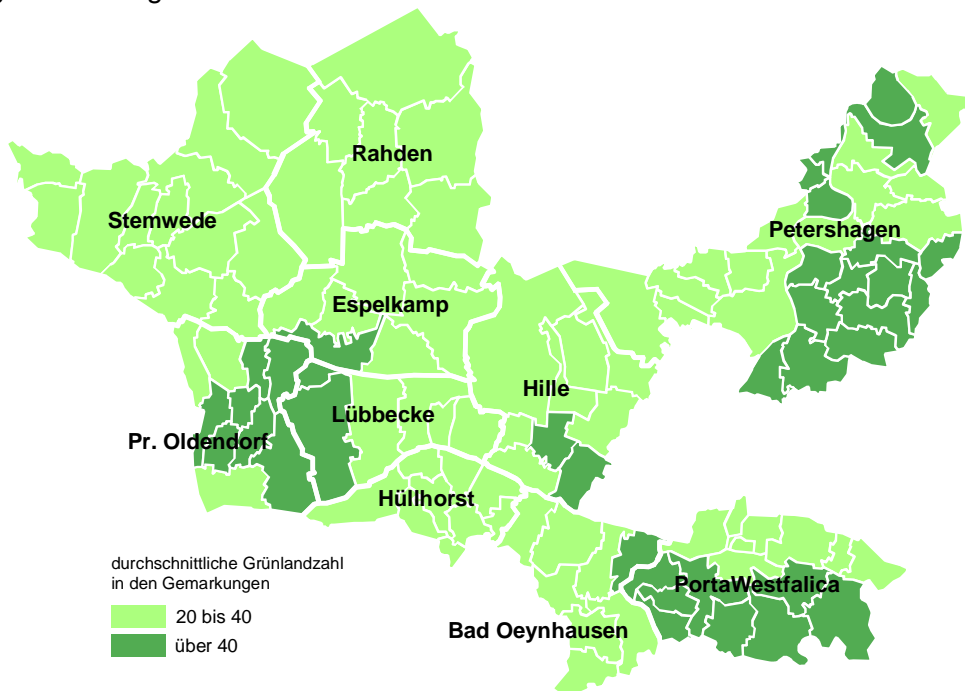 Rahden
Stemwede
Petershagen
Espelkamp
Hille
Lübbecke
Pr. Oldendorf
Hüllhorst
durchschnittliche Grünlandzahl
in den Gemarkungen
PortaWestfalica
20 bis 40
Bad Oeynhausen
über 40